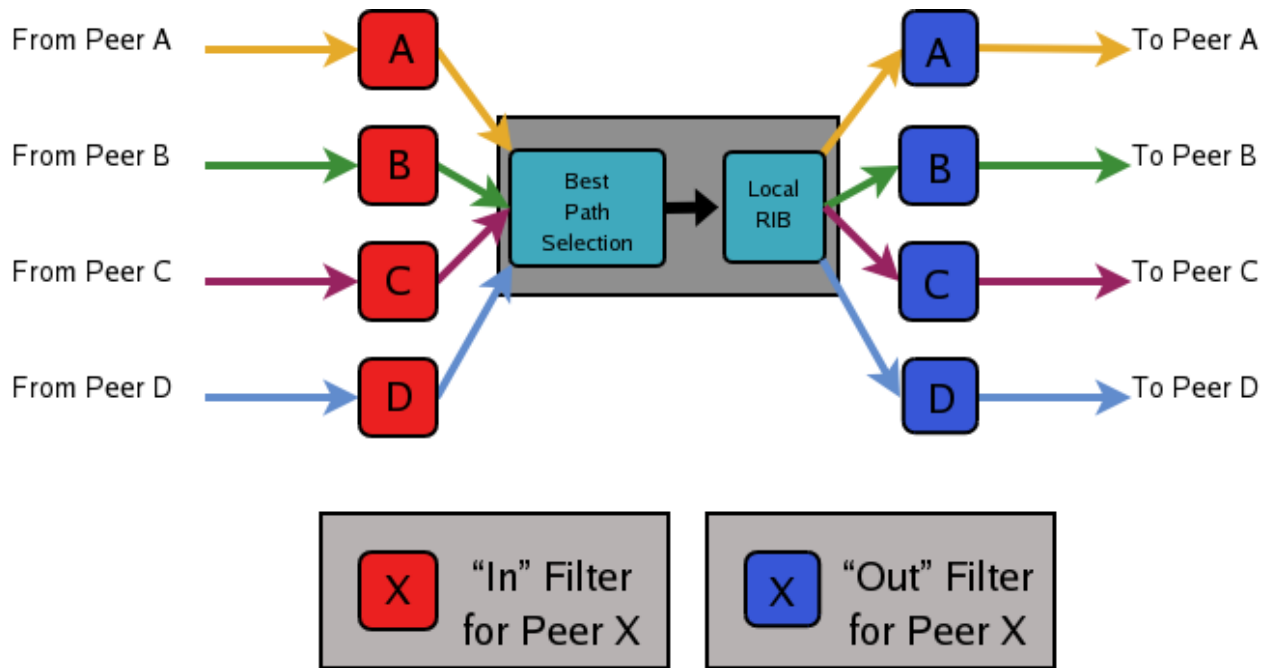 From Peer A
A
A
To Peer A
From Peer B
B
Best
Path
Selection
Local
RIB
B
To Peer B
From Peer C
C
C
To Peer C
From Peer D
D
D
To Peer D
X
“In” Filter
for Peer X
X
“Out” Filter
for Peer X